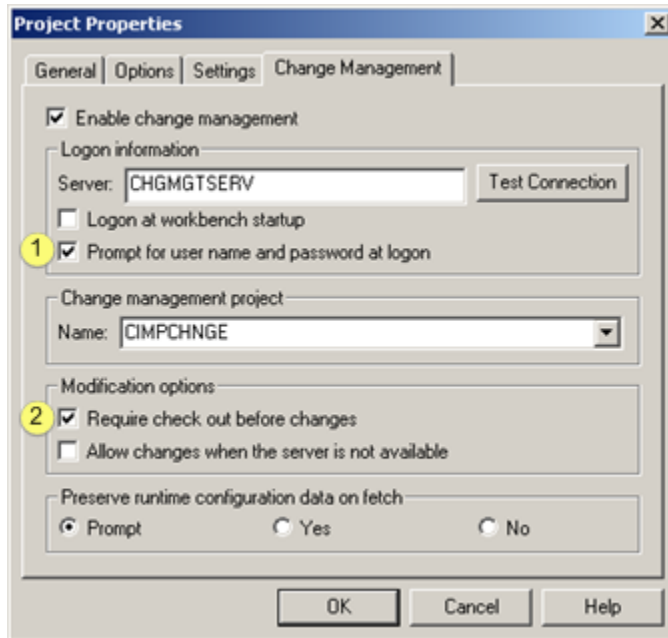 Project Properties
General Options Settings Change Management
Enable change management
Logon information
Server: CHGMGTSERV Test Connection
Logon at workbench startup
1 Prompt for user name and password at logon
Change management project
Name: CIMPCHNGE
Modification options
2 Require check out before changes
Allow changes when the server is not available
Preserve runtime configuration data on fetch
Prompt Yes No
OK Cancel Help